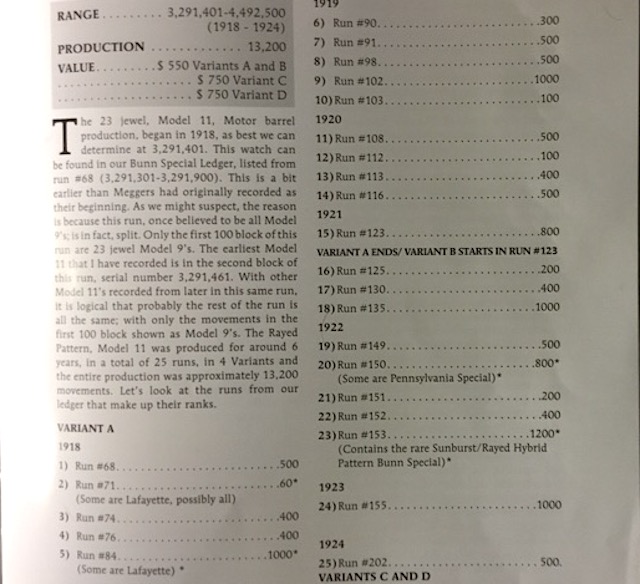 RANGE ........ 3,291,401-4,492,500
(1918 - 1924)
PRODUCTION ............. 13,200
VALUE.........$ 550 Variants A and B
.....................$ 750 Variant C
.....................$ 750 Variant D
The 23 jewel, Model 11, Motor barrel
production, began in 1918, as best we can
determine at 3,291,401. This watch can
be found in our Bunn Special Ledger, listed from
run #68 (3,291,301-3,291,900). This is a bit
earlier than Meggers had originally recorded as
their beginning. As we might suspect, the reason
is because this run, once believed to be all Model
9's; is in fact, split. Only the first 100 block of this
run are 23 jewel Model 9's. The earliest Model
11 that I have recorded is in the second block of
this run, serial number 3,291,461. With other
Model 11's recorded from later in this same run,
it is logical that probably the rest of the run is
all the same; with only the movements in the
first 100 block shown as Model 9's. The Rayed
Pattern, Model 11 was produced for around 6
years, in a total of 25 runs, in 4 Variants and
the entire production was approximately 13,200
movements. Let's look at the runs from our
ledger that make up their ranks.
VARIANT A
1918
1) Run #68..............................500
2) Run #71..............................60*
(Some are Lafayette, possibly all)
3) Run #74..............................400
4) Run #76..............................400
5) Run #84............................1000*
(Some are Lafayette) *
1919
6) Run #90..............................300
7) Run #91..............................500
8) Run #98..............................500
9) Run #102............................1000
10) Run #103............................100
1920
11) Run #108............................500
12) Run #112............................100
13) Run #113............................400
14) Run #116............................500
1921
15) Run #123............................800
VARIANT A ENDS/ VARIANT B STARTS IN RUN #123
16) Run #125............................200
17) Run #130............................400
18) Run #135...........................1000
1922
19) Run #149............................500
20) Run #150............................800*
(Some are Pennsylvania Special)*
21) Run #151............................200
22) Run #152............................400
23) Run #153...........................1200*
(Contains the rare Sunburst/Rayed Hybrid
Pattern Bunn Special)*
1923
24) Run #155...........................1000
1924
25) Run #202............................500.
VARIANTS C AND D